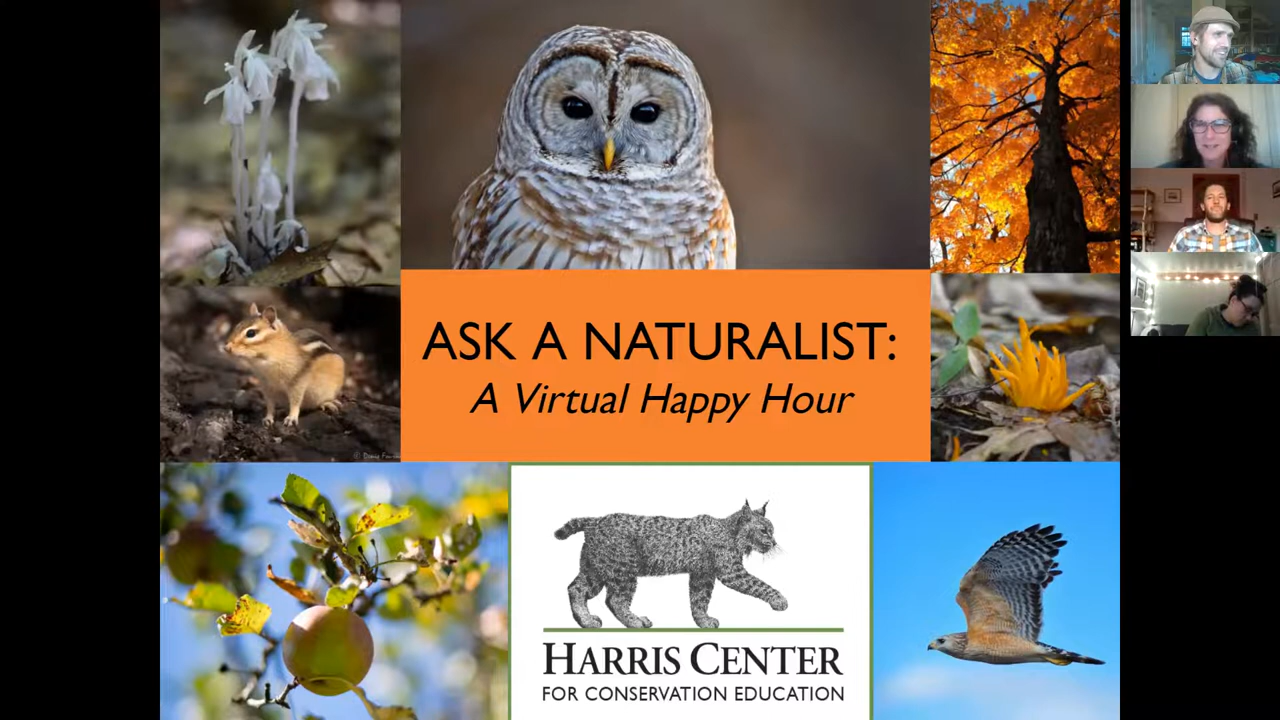 ASK A NATURALIST:
A Virtual Happy Hour
HARRIS CENTER
FOR CONSERVATION EDUCATION